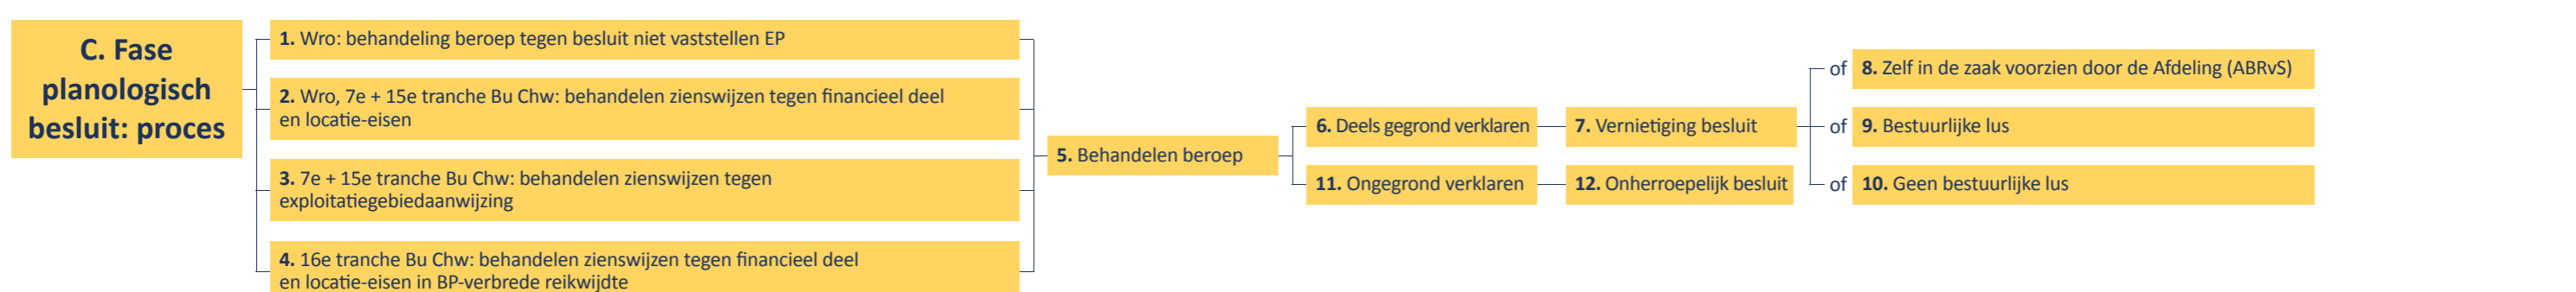 C. Fase
planologisch
besluit: proces
1. Wro: behandeling beroep tegen besluit niet vaststellen EP
2. Wro, 7e + 15e tranche Bu Chw: behandelen zienswijzen tegen financieel deel
en locatie-eisen
3. 7e + 15e tranche Bu Chw: behandelen zienswijzen tegen
exploitatiegebiedaanwijzing
4. 16e tranche Bu Chw: behandelen zienswijzen tegen financieel deel
en locatie-eisen in BP-verbrede reikwijdte
5. Behandelen beroep
6. Deels gegrond verklaren
7. Vernietiging besluit
of 8. Zelf in de zaak voorzien door de Afdeling (ABRvS)
of 9. Bestuurlijke lus
of 10. Geen bestuurlijke lus
11. Ongegrond verklaren
12. Onherroepelijk besluit